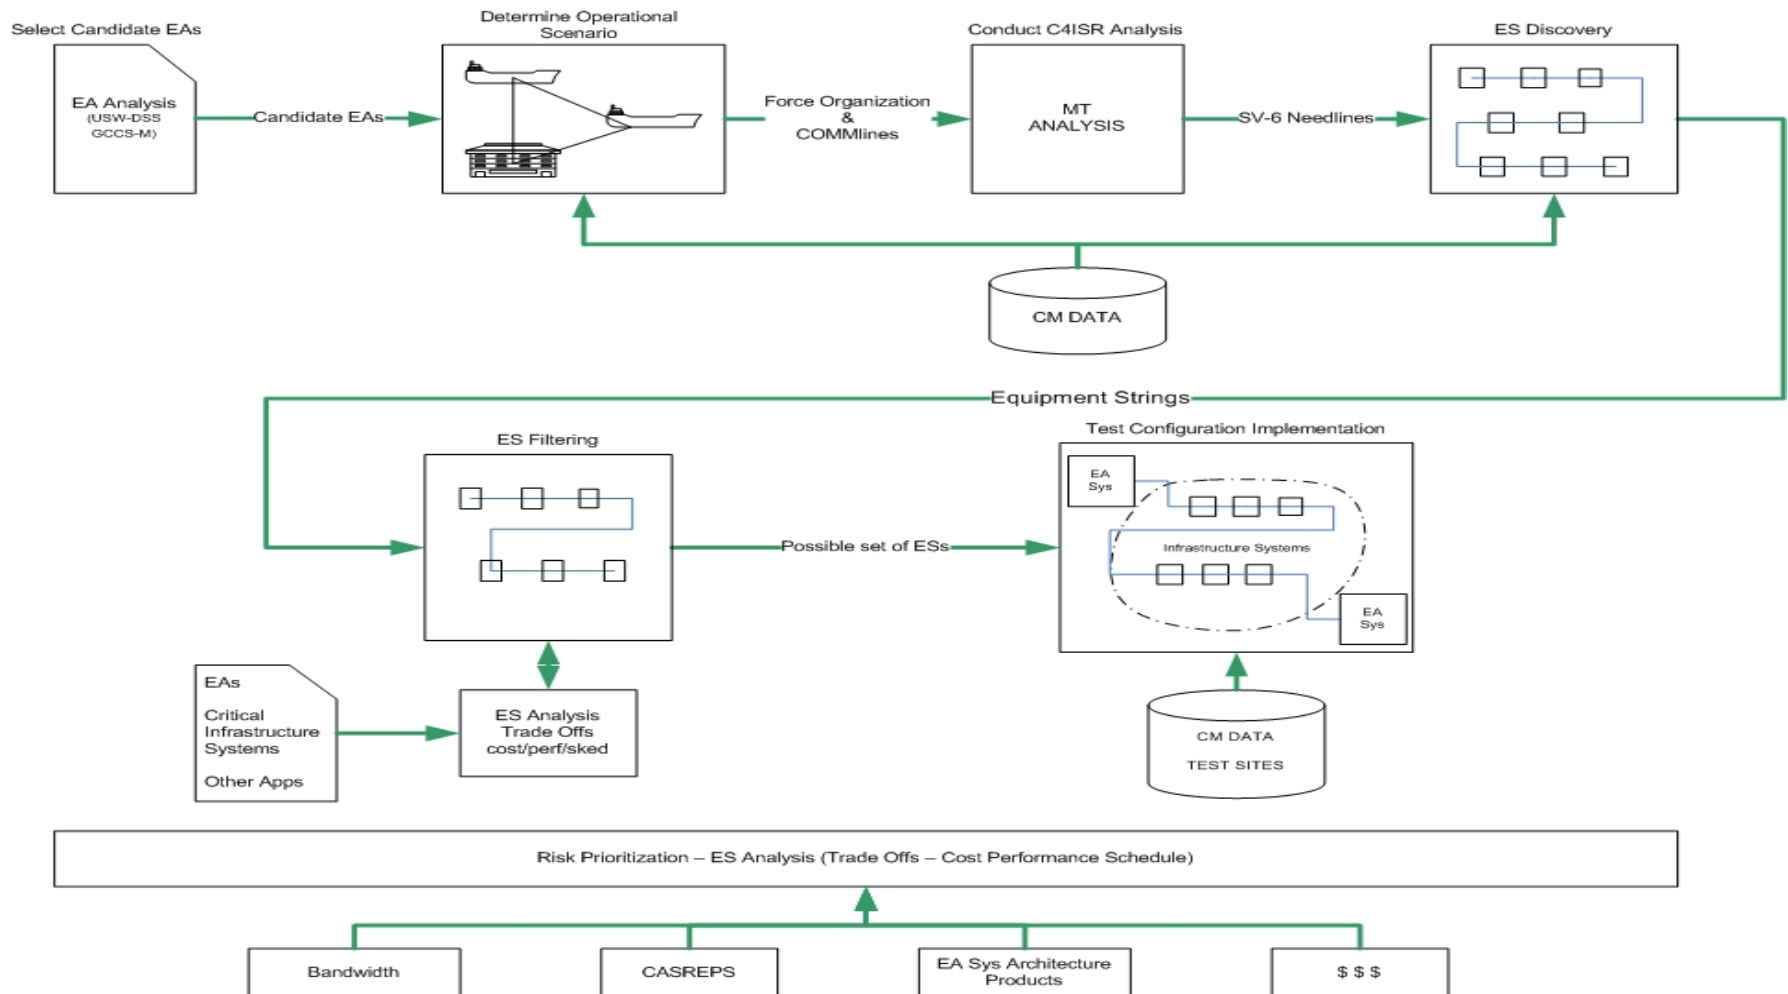 Select Candidate EAs
EA Analysis
(USW-DSS
GCCS-M)
Candidate EAs
Determine Operational
Scenario
Force Organization
&
COMMlines
Conduct C4ISR Analysis
MT
ANALYSIS
SV-6 Needlines
ES Discovery
CM DATA
Equipment Strings
ES Filtering
Possible set of ESs
Test Configuration Implementation
EA
Sys
Infrastructure Systems
EA
Sys
EAs
Critical
Infrastructure
Systems
Other Apps
ES Analysis
Trade Offs
cost/perf/sked
CM DATA
TEST SITES
Risk Prioritization – ES Analysis (Trade Offs – Cost Performance Schedule)
Bandwidth
CASREPS
EA Sys Architecture
Products
$ $ $